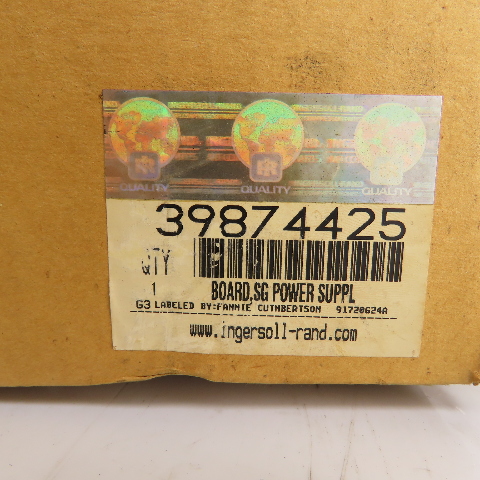 QUALITY QUALITY QUALITY
39874425
QTY
1
BOARD,SG POWER SUPPL
G3 LABELED BY:FANNIE CUTHBERTSON 91720624A
www.ingersoll-rand.com